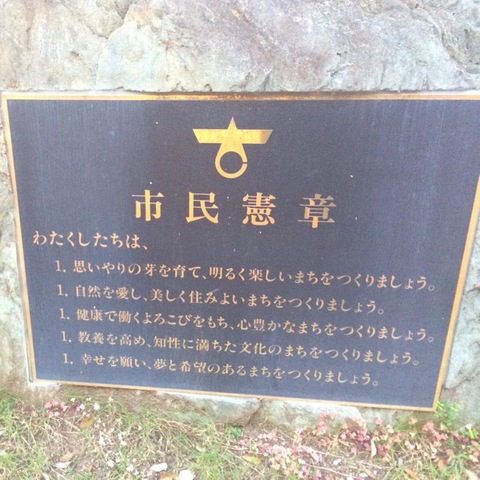 市民憲章
わたくしたちは、
1. 思いやりの芽を育て、明るく楽しいまちをつくりましょう。
1. 自然を愛し、美しく住みよいまちをつくりましょう。
1. 健康で働くよろこびをもち、心豊かなまちをつくりましょう。
1. 教養を高め、知性に満ちた文化のまちをつくりましょう。
1. 幸せを願い、夢と希望のあるまちをつくりましょう。